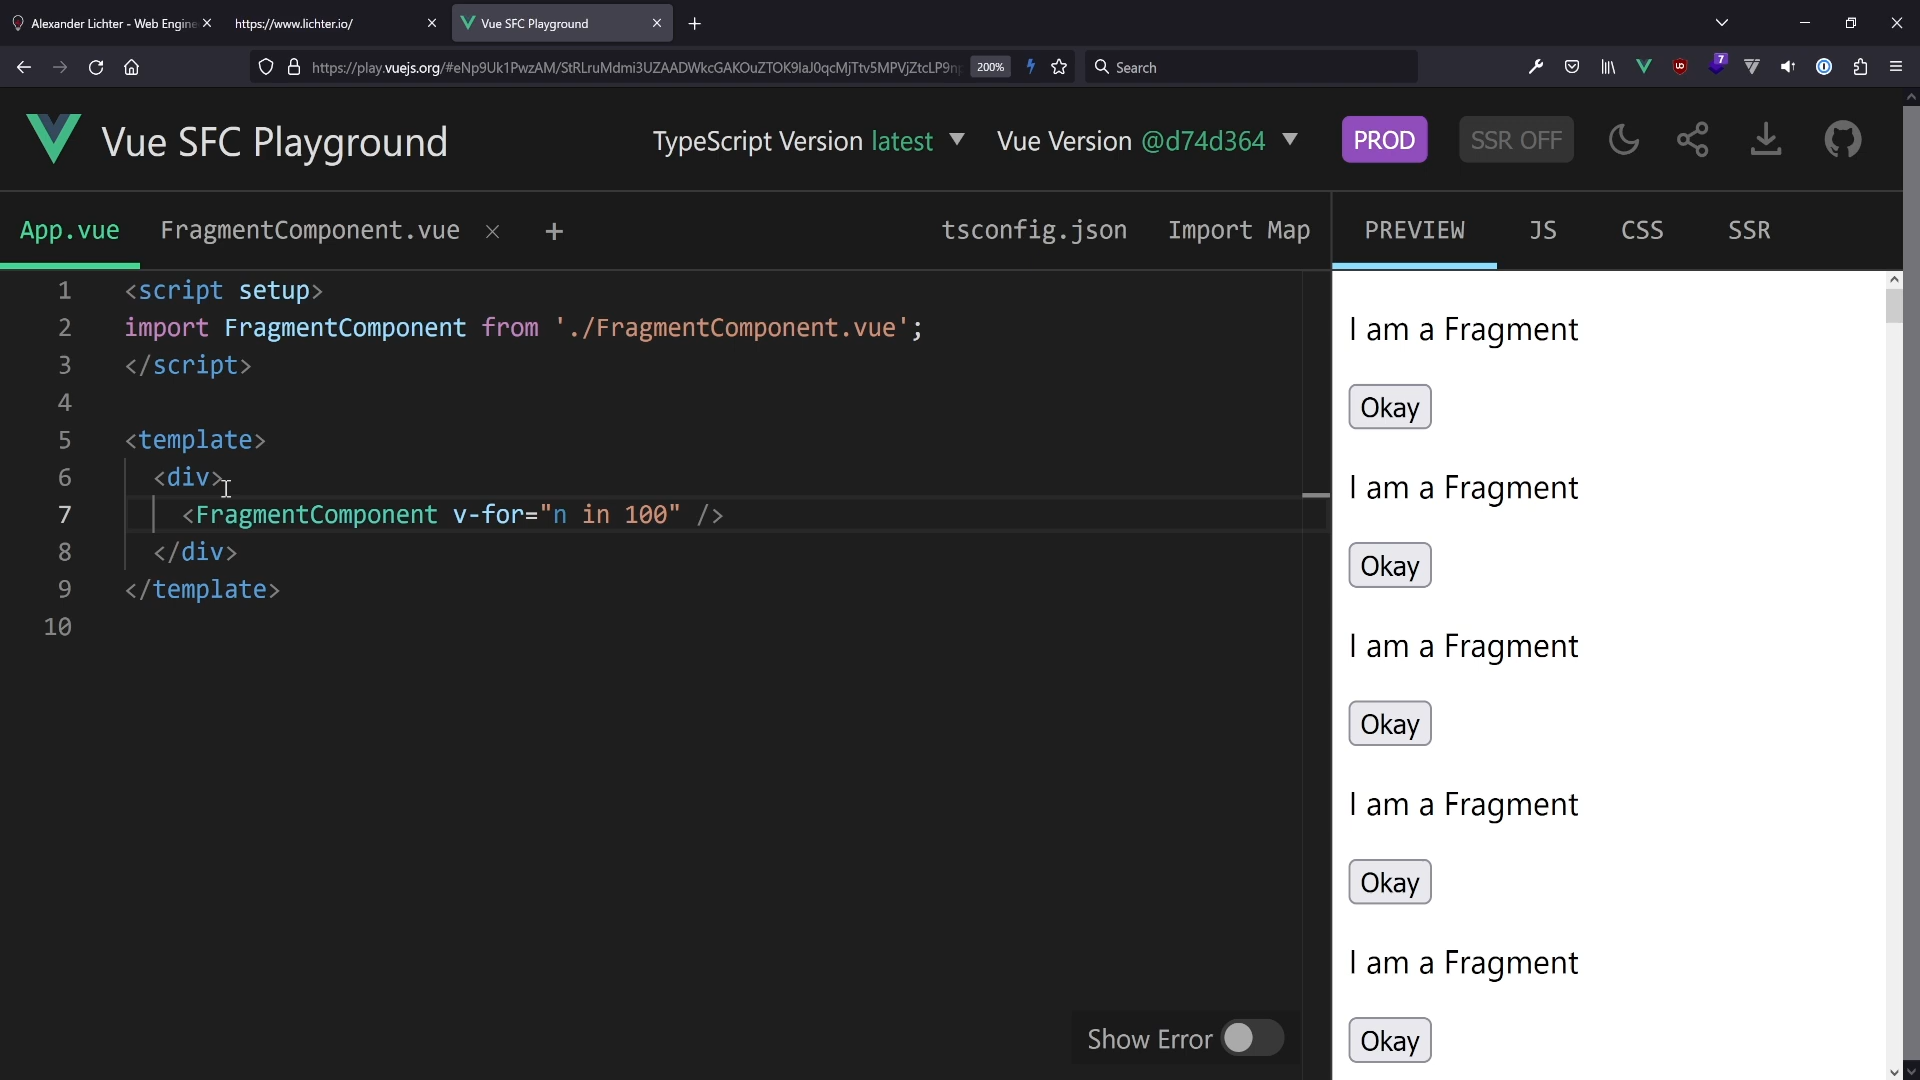 Alexander Lichter - Web Engine
https://www.lichter.io/
Vue SFC Playground
https://play.vuejs.org/#eNp9Uk1PwzAM/StRLruMdmi3UZAADWkcGAKOuZTOK9laJ0qcMjTtv5MPVjZtcLP9np
200%
Search
7
Vue SFC Playground
TypeScript Version latest
Vue Version @d74d364
PROD
SSR OFF
App.vue
FragmentComponent.vue
tsconfig.json
Import Map
PREVIEW
JS
CSS
SSR
1 <script setup>
2 import FragmentComponent from './FragmentComponent.vue';
3 </script>
4
5 <template>
6 <div>
7 <FragmentComponent v-for="n in 100" />
8 </div>
9 </template>
10
Show Error
I am a Fragment
Okay
I am a Fragment
Okay
I am a Fragment
Okay
I am a Fragment
Okay
I am a Fragment
Okay